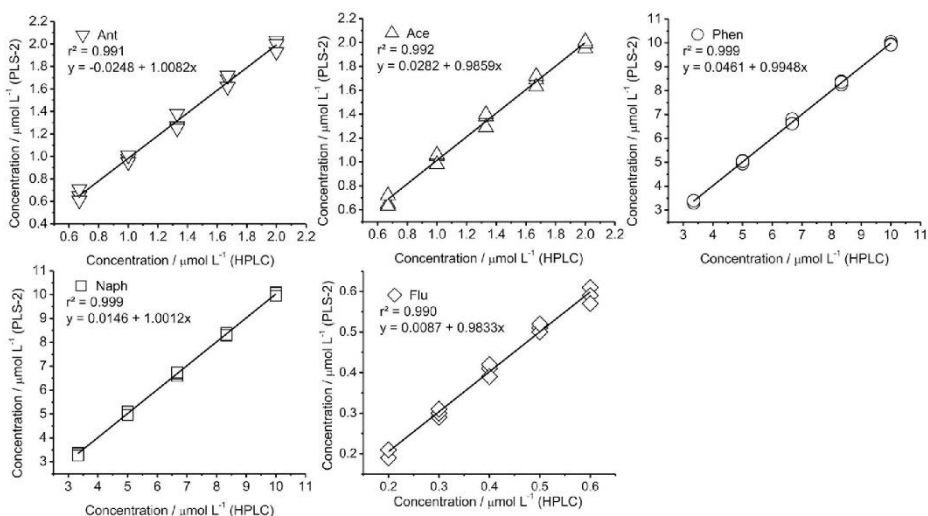 Ant
r² = 0.991
y = -0.0248 + 1.0082x
Concentration / μmol L⁻¹ (PLS-2)
2.2
2.0
1.8
1.6
1.4
1.2
1.0
0.8
0.6
0.4
0.6 0.8 1.0 1.2 1.4 1.6 1.8 2.0 2.2
Concentration / μmol L⁻¹ (HPLC)
Ace
r² = 0.992
y = 0.0282 + 0.9859x
Concentration / μmol L⁻¹ (PLS-2)
2.2
2.0
1.8
1.6
1.4
1.2
1.0
0.8
0.6
0.6 0.8 1.0 1.2 1.4 1.6 1.8 2.0 2.2
Concentration / μmol L⁻¹ (HPLC)
Phen
r² = 0.999
y = 0.0461 + 0.9948x
Concentration / μmol L⁻¹ (PLS-2)
11
10
9
8
7
6
5
4
3
3 4 5 6 7 8 9 10 11
Concentration / μmol L⁻¹ (HPLC)
Naph
r² = 0.999
y = 0.0146 + 1.0012x
Concentration / μmol L⁻¹ (PLS-2)
11
10
9
8
7
6
5
4
3
3 4 5 6 7 8 9 10 11
Concentration / μmol L⁻¹ (HPLC)
Flu
r² = 0.990
y = 0.0087 + 0.9833x
Concentration / μmol L⁻¹ (PLS-2)
0.6
0.5
0.4
0.3
0.2
0.2 0.3 0.4 0.5 0.6
Concentration / μmol L⁻¹ (HPLC)